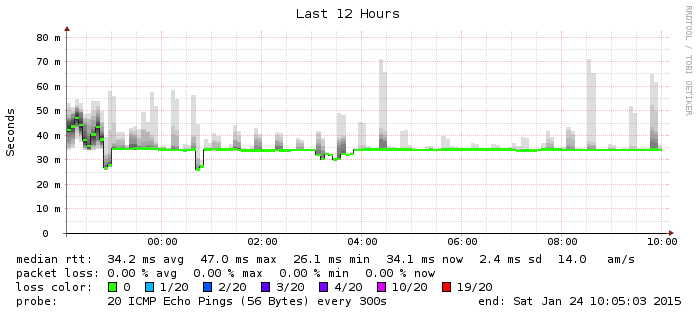 Last 12 Hours
RRDTOOL / TOBI OETIKER
Seconds
80 m
70 m
60 m
50 m
40 m
30 m
20 m
10 m
0
00:00 02:00 04:00 06:00 08:00 10:00
median rtt: 34.2 ms avg 47.0 ms max 26.1 ms min 34.1 ms now 2.4 ms sd 14.0 am/s
packet loss: 0.00 % avg 0.00 % max 0.00 % min 0.00 % now
loss color: 0 1/20 2/20 3/20 4/20 10/20 19/20
probe: 20 ICMP Echo Pings (56 Bytes) every 300s end: Sat Jan 24 10:05:03 2015